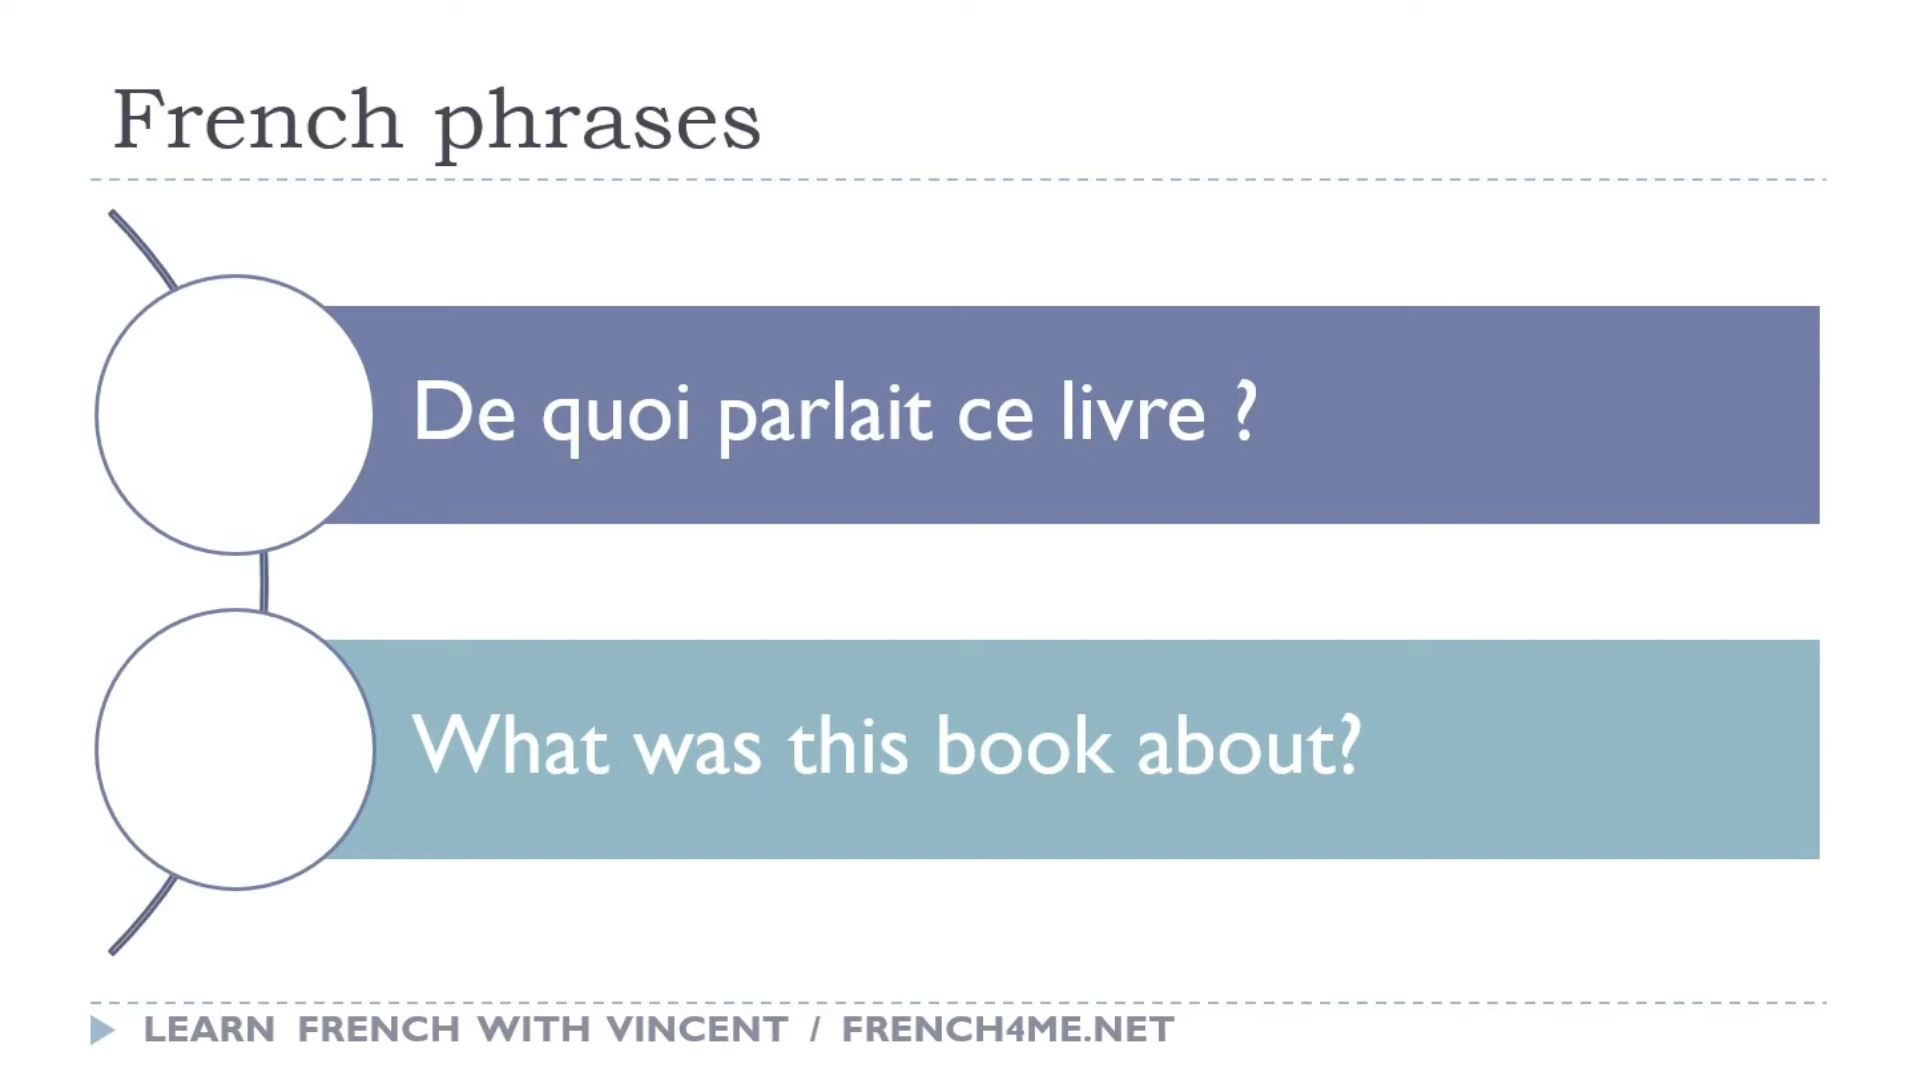 French phrases
De quoi parlait ce livre ?
What was this book about?
LEARN FRENCH WITH VINCENT / FRENCH4ME.NET